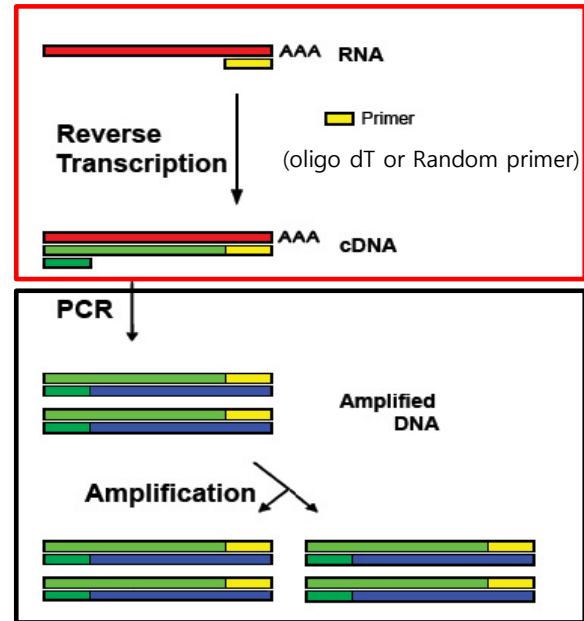 AAA RNA
Reverse
Transcription
Primer
(oligo dT or Random primer)
AAA
cDNA
PCR
Amplified
DNA
Amplification